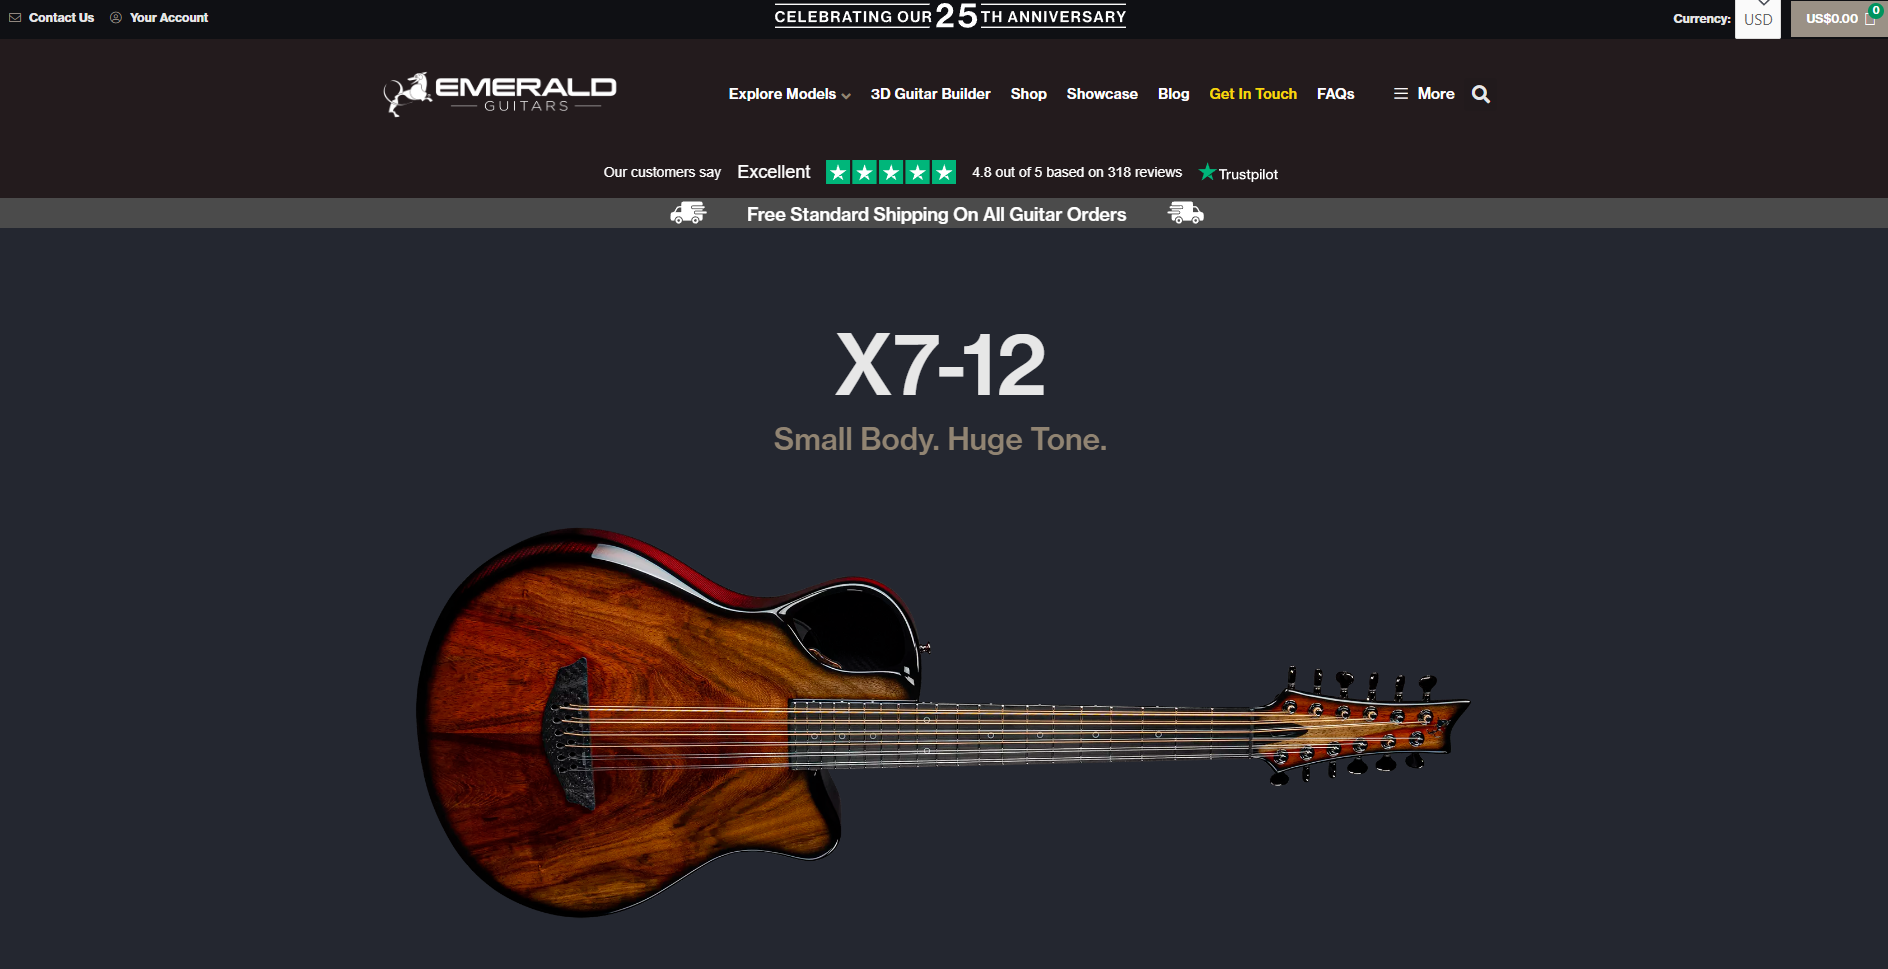 Contact Us
Your Account
CELEBRATING OUR 25TH ANNIVERSARY
Currency:
USD
US$0.00
0
EMERALD
GUITARS
Explore Models
3D Guitar Builder
Shop
Showcase
Blog
Get In Touch
FAQs
More
Our customers say Excellent 4.8 out of 5 based on 318 reviews Trustpilot
Free Standard Shipping On All Guitar Orders
X7-12
Small Body. Huge Tone.